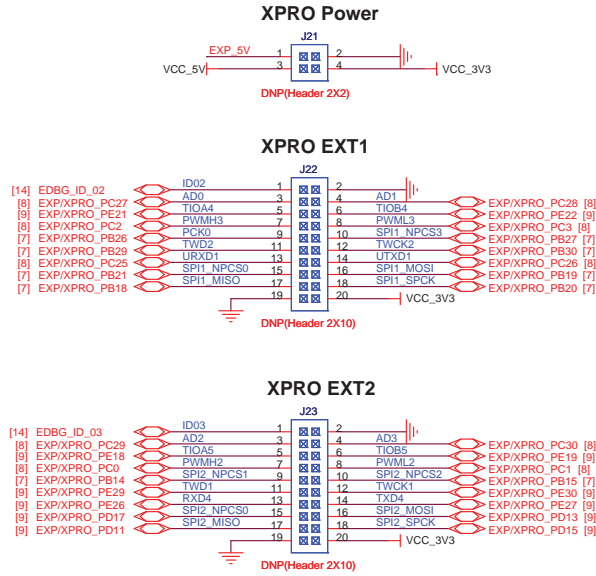 XPRO Power
J21
EXP_5V 1 2
VCC_5V 3 4 VCC_3V3
DNP(Header 2X2)
XPRO EXT1
J22
[14] EDBG_ID_02 ID02 1 2
[8] EXP/XPRO_PC27 AD0 3 4 AD1 EXP/XPRO_PC28 [8]
[9] EXP/XPRO_PE21 TIOA4 5 6 TIOB4 EXP/XPRO_PE22 [9]
[8] EXP/XPRO_PC2 PWMH3 7 8 PWML3 EXP/XPRO_PC3 [8]
[7] EXP/XPRO_PB26 PCK0 9 10 SPI1_NPCS3 EXP/XPRO_PB27 [7]
[7] EXP/XPRO_PB29 TWD2 11 12 TWCK2 EXP/XPRO_PB30 [7]
[8] EXP/XPRO_PC25 URXD1 13 14 UTXD1 EXP/XPRO_PC26 [8]
[7] EXP/XPRO_PB21 SPI1_NPCS0 15 16 SPI1_MOSI EXP/XPRO_PB19 [7]
[7] EXP/XPRO_PB18 SPI1_MISO 17 18 SPI1_SPCK EXP/XPRO_PB20 [7]
19 20 VCC_3V3
DNP(Header 2X10)
XPRO EXT2
J23
[14] EDBG_ID_03 ID03 1 2
[8] EXP/XPRO_PC29 AD2 3 4 AD3 EXP/XPRO_PC30 [8]
[9] EXP/XPRO_PE18 TIOA5 5 6 TIOB5 EXP/XPRO_PE19 [9]
[8] EXP/XPRO_PC0 PWMH2 7 8 PWML2 EXP/XPRO_PC1 [8]
[7] EXP/XPRO_PB14 SPI2_NPCS1 9 10 SPI2_NPCS2 EXP/XPRO_PB15 [7]
[9] EXP/XPRO_PE29 TWD1 11 12 TWCK1 EXP/XPRO_PE30 [9]
[9] EXP/XPRO_PE26 RXD4 13 14 TXD4 EXP/XPRO_PE27 [9]
[9] EXP/XPRO_PD17 SPI2_NPCS0 15 16 SPI2_MOSI EXP/XPRO_PD13 [9]
[9] EXP/XPRO_PD11 SPI2_MISO 17 18 SPI2_SPCK EXP/XPRO_PD15 [9]
19 20 VCC_3V3
DNP(Header 2X10)